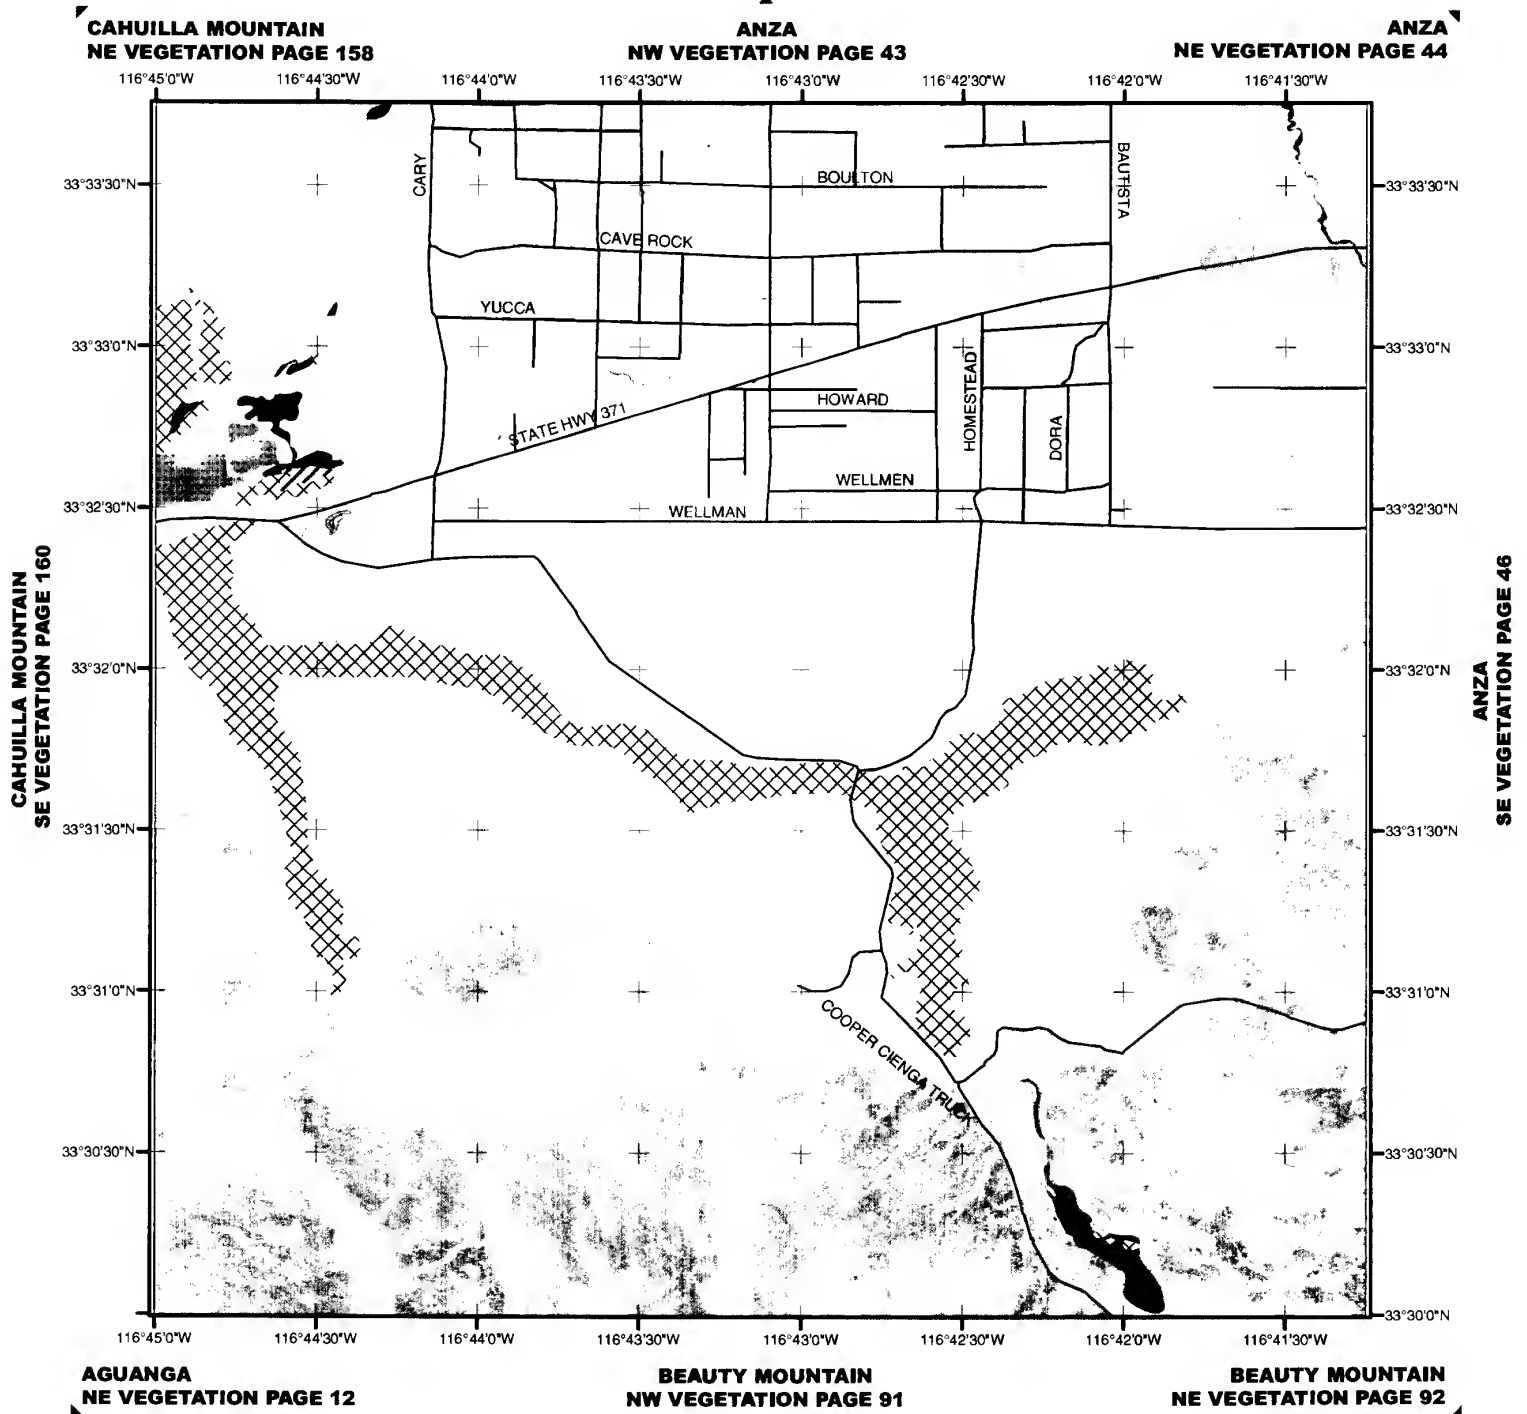 CAHUILLA MOUNTAIN
NE VEGETATION PAGE 158
ANZA
NW VEGETATION PAGE 43
ANZA
NE VEGETATION PAGE 44
116°45'0"W
116°44'30"W
116°44'0"W
116°43'30"W
116°43'0"W
116°42'30"W
116°42'0"W
116°41'30"W
CARY
BOULTON
BAUTISTA
33°33'30"N
33°33'30"N
CAVE ROCK
YUCCA
33°33'0"N
33°33'0"N
HOWARD
HOMESTEAD
STATE HWY 371
DORA
WELLMEN
33°32'30"N
WELLMAN
33°32'30"N
CAHUILLA MOUNTAIN
SE VEGETATION PAGE 160
ANZA
SE VEGETATION PAGE 46
33°32'0"N
33°32'0"N
33°31'30"N
33°31'30"N
33°31'0"N
33°31'0"N
COOPER CIENGA TRUCK
33°30'30"N
33°30'30"N
33°30'0"N
116°45'0"W
116°44'30"W
116°44'0"W
116°43'30"W
116°43'0"W
116°42'30"W
116°42'0"W
116°41'30"W
AGUANGA
NE VEGETATION PAGE 12
BEAUTY MOUNTAIN
NW VEGETATION PAGE 91
BEAUTY MOUNTAIN
NE VEGETATION PAGE 92